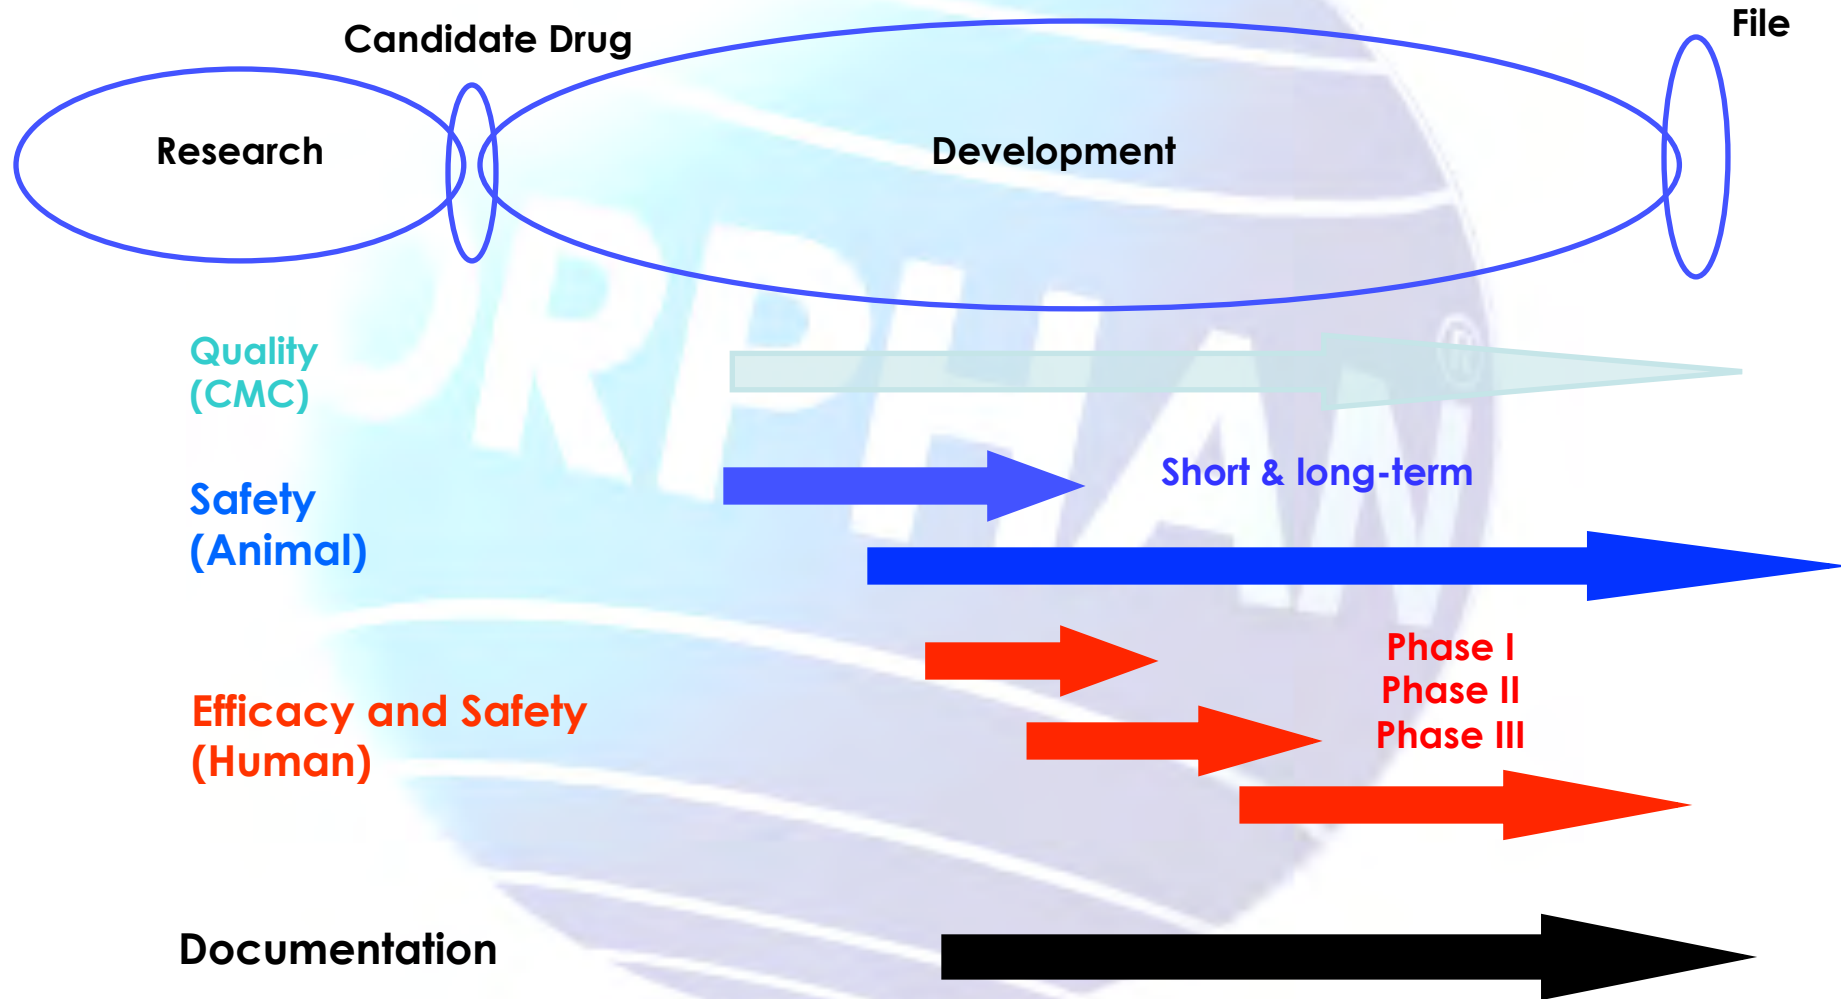 Candidate Drug
File
Research
Development
Quality
(CMC)
Short & long-term
Safety
(Animal)
Phase I
Phase II
Phase III
Efficacy and Safety
(Human)
Documentation
ORPHAN®